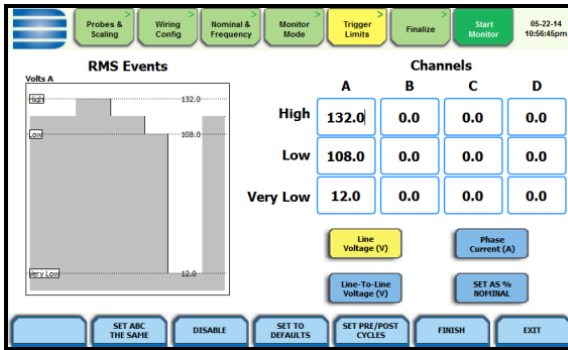 Probes & Scaling
Wiring Config
Nominal & Frequency
Monitor Mode
Trigger Limits
Finalize
Start Monitor
05-22-14
10:56:45pm
RMS Events
Channels
Volts A
A B C D
High 132.0
Low 108.0
Very Low 12.0
High 132.0 0.0 0.0 0.0
Low 108.0 0.0 0.0 0.0
Very Low 12.0 0.0 0.0 0.0
Line Voltage (V)
Phase Current (A)
Line-To-Line Voltage (V)
SET AS % NOMINAL
SET ABC THE SAME
DISABLE
SET TO DEFAULTS
SET PRE/POST CYCLES
FINISH
EXIT